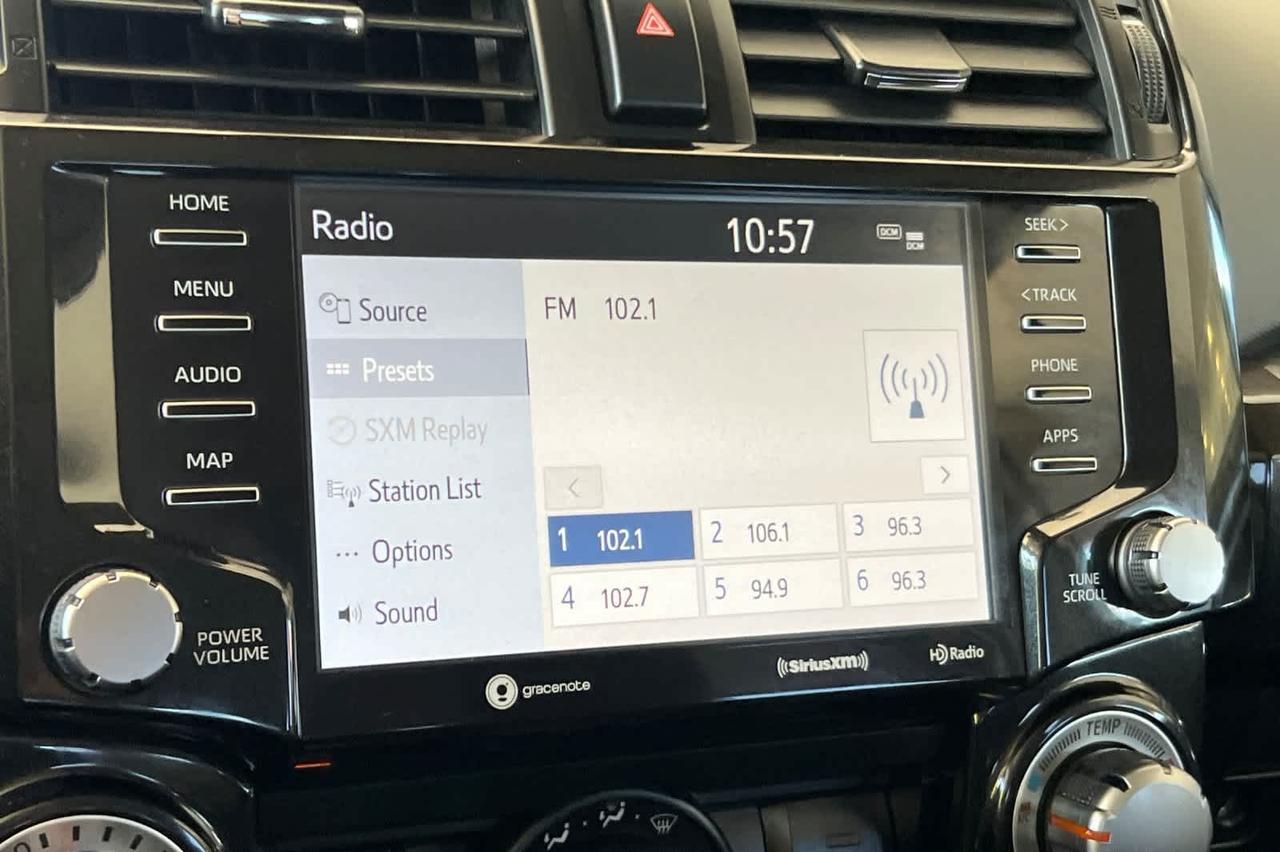 HOME
MENU
AUDIO
MAP
POWER
VOLUME
Radio
10:57
DCM
DCM
Source
Presets
SXM Replay
Station List
Options
Sound
FM 102.1
<
>
1 102.1
2 106.1
3 96.3
4 102.7
5 94.9
6 96.3
gracenote
((SiriusXM))
HD Radio
SEEK>
<TRACK
PHONE
APPS
TUNE
SCROLL
TEMP